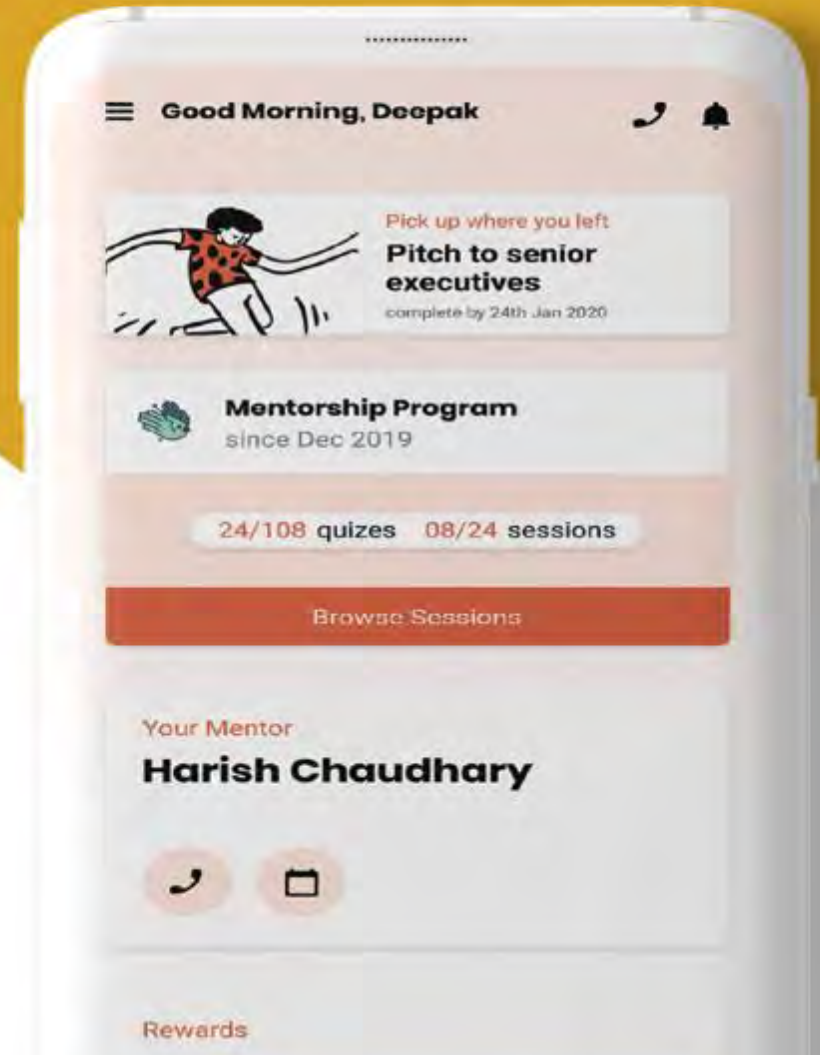 Good Morning, Deepak
Pick up where you left
Pitch to senior
executives
complete by 24th Jan 2020
Mentorship Program
since Dec 2019
24/108 quizes 08/24 sessions
Browse Sessions
Your Mentor
Harish Chaudhary
Rewards